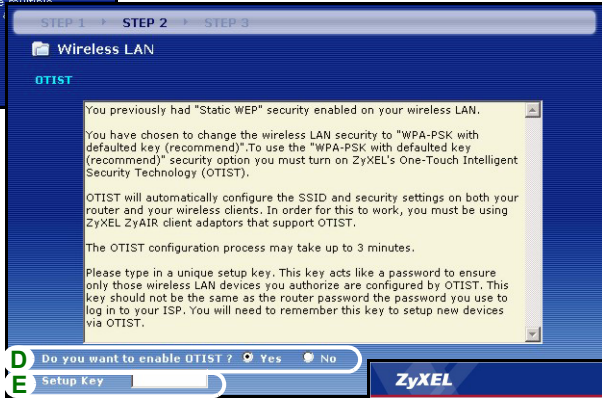 e multiple
STEP 1 STEP 2 STEP 3
Wireless LAN
OTIST
You previously had "Static WEP" security enabled on your wireless LAN.
You have chosen to change the wireless LAN security to "WPA-PSK with
defaulted key (recommend)".To use the "WPA-PSK with defaulted key
(recommend)" security option you must turn on ZyXEL's One-Touch Intelligent
Security Technology (OTIST).
OTIST will automatically configure the SSID and security settings on both your
router and your wireless clients. In order for this to work, you must be using
ZyXEL ZyAIR client adaptors that support OTIST.
The OTIST configuration process may take up to 3 minutes.
Please type in a unique setup key. This key acts like a password to ensure
only those wireless LAN devices you authorize are configured by OTIST. This
key should not be the same as the router password the password you use to
log in to your ISP. You will need to remember this key to setup new devices
via OTIST.
D Do you want to enable OTIST ? Yes No
E Setup Key
ZyXEL